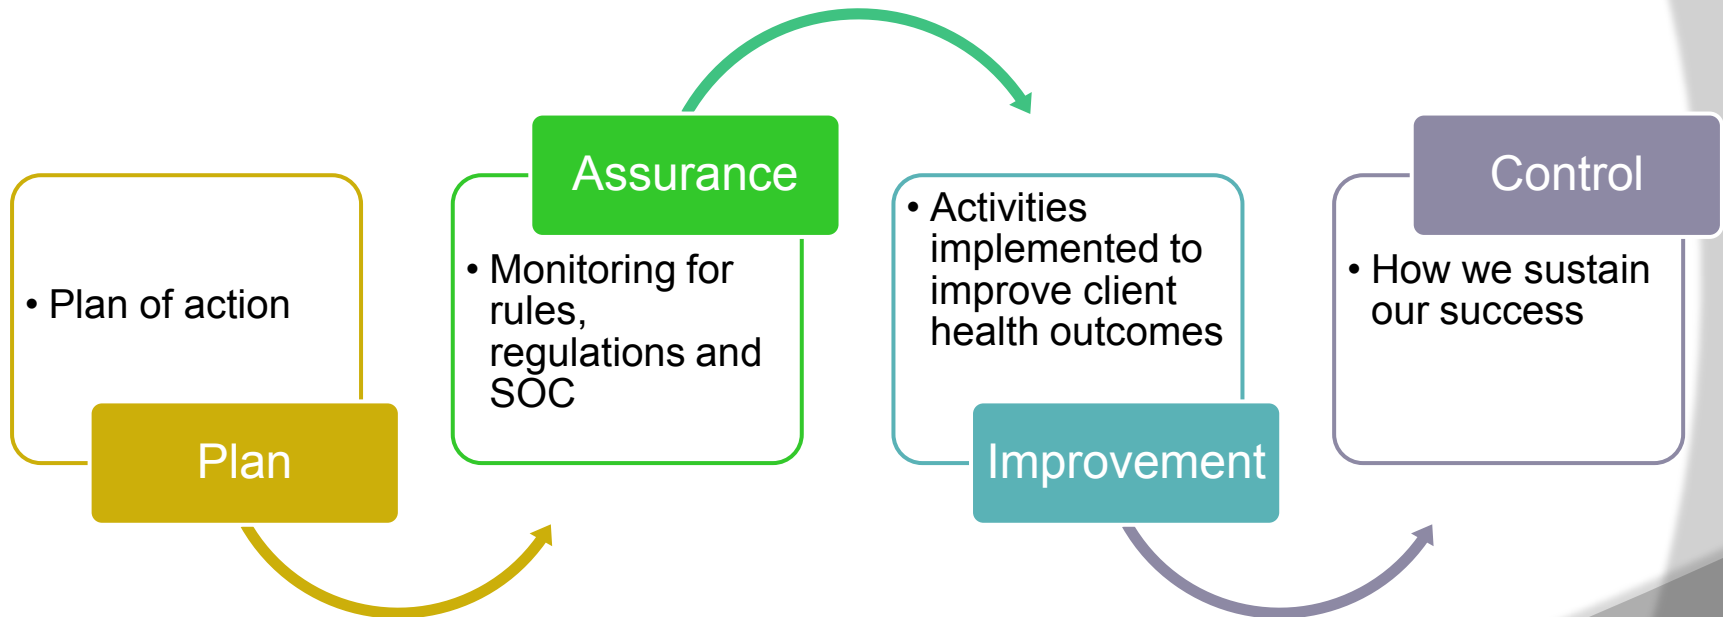 • Plan of action
Plan
Assurance
• Monitoring for
rules,
regulations and
SOC
• Activities
implemented to
improve client
health outcomes
Improvement
Control
• How we sustain
our success